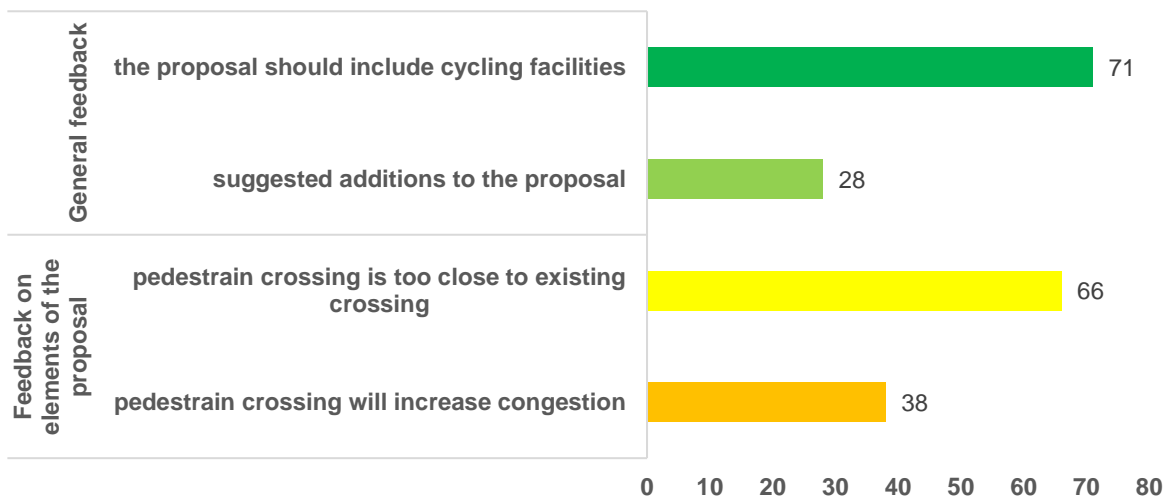 General feedback
the proposal should include cycling facilities
71
suggested additions to the proposal
28
Feedback on
elements of the
proposal
pedestrain crossing is too close to existing
crossing
66
pedestrain crossing will increase congestion
38
0 10 20 30 40 50 60 70 80